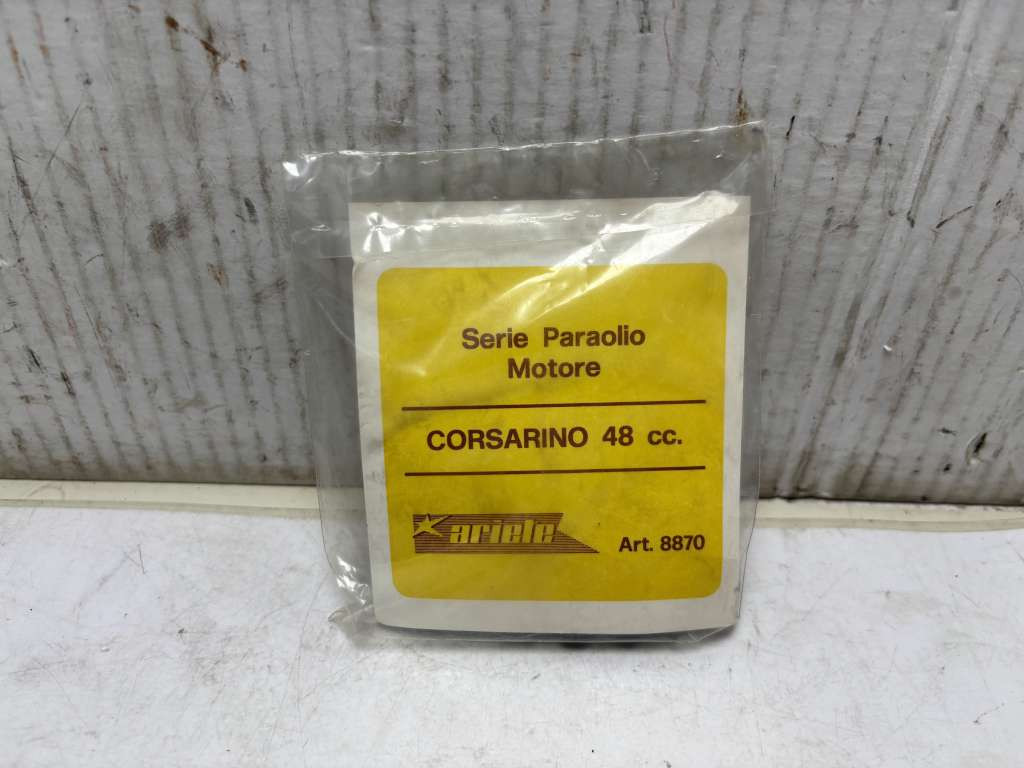 Serie Paraolio
Motore
CORSARINO 48 cc.
ariete
Art. 8870